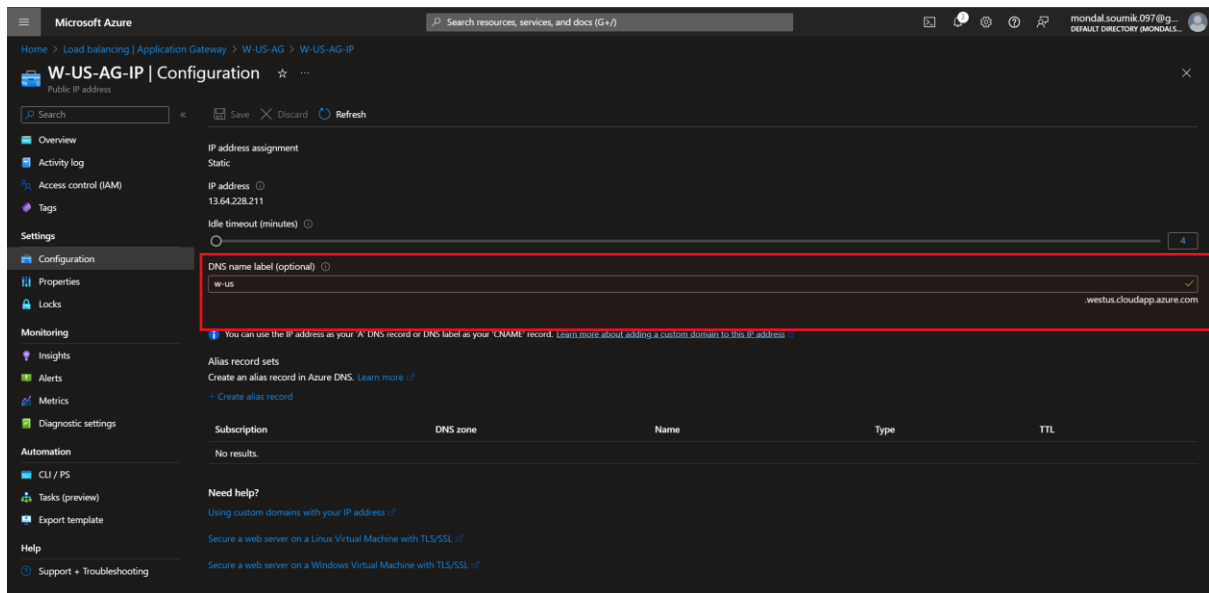 Microsoft Azure
Search resources, services, and docs (G+/)
1
mondal.soumik.097@g...
DEFAULT DIRECTORY (MONDALS...
Home > Load balancing | Application Gateway > W-US-AG > W-US-AG-IP
W-US-AG-IP | Configuration
Public IP address
Search
Save
Discard
Refresh
Overview
Activity log
Access control (IAM)
Tags
Settings
Configuration
Properties
Locks
Monitoring
Insights
Alerts
Metrics
Diagnostic settings
Automation
CLI / PS
Tasks (preview)
Export template
Help
Support + Troubleshooting
IP address assignment
Static
IP address
13.64.228.211
Idle timeout (minutes)
4
DNS name label (optional)
w-us
.westus.cloudapp.azure.com
You can use the IP address as your 'A' DNS record or DNS label as your 'CNAME' record. Learn more about adding a custom domain to this IP address
Alias record sets
Create an alias record in Azure DNS. Learn more
+ Create alias record
Subscription DNS zone Name Type TTL
No results.
Need help?
Using custom domains with your IP address
Secure a web server on a Linux Virtual Machine with TLS/SSL
Secure a web server on a Windows Virtual Machine with TLS/SSL